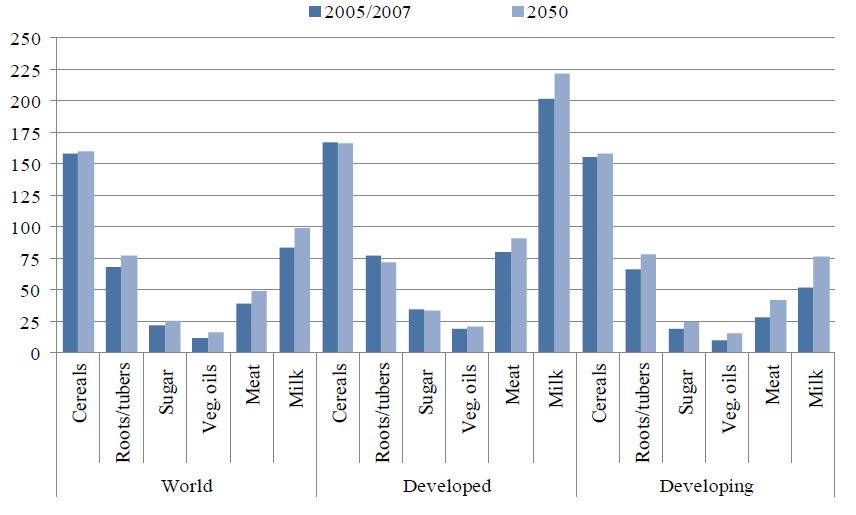 2005/2007 2050
250
225
200
175
150
125
100
75
50
25
0
Cereals
Roots/tubers
Sugar
Veg. oils
Meat
Milk
Cereals
Roots/tubers
Sugar
Veg. oils
Meat
Milk
Cereals
Roots/tubers
Sugar
Veg. oils
Meat
Milk
World Developed Developing